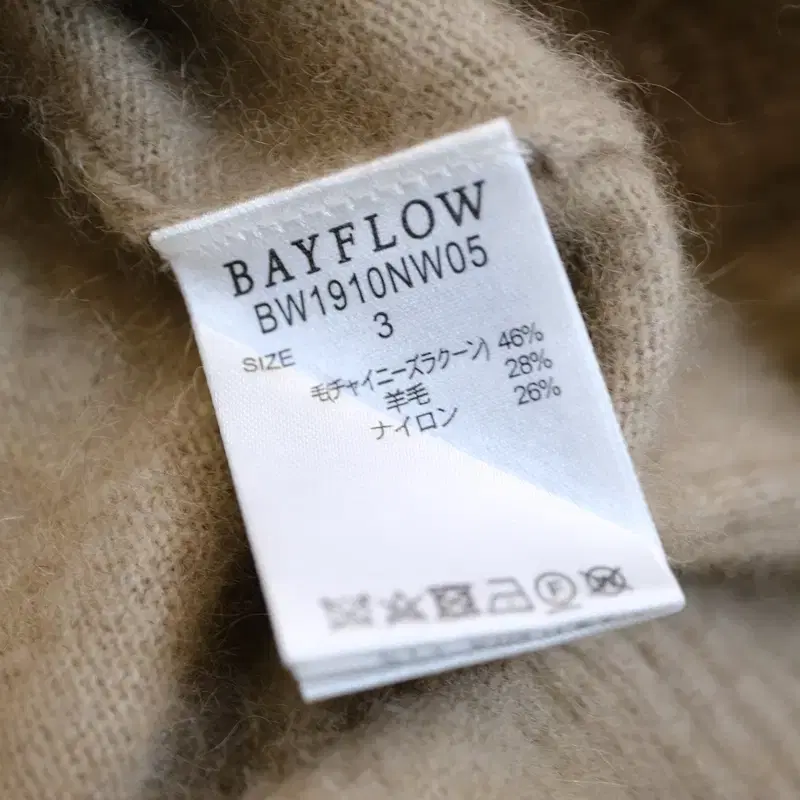 BAYFLOW
BW1910NW05
SIZE 3
毛(チャイニーズラクーン) 46%
羊毛 28%
ナイロン 26%
F
W